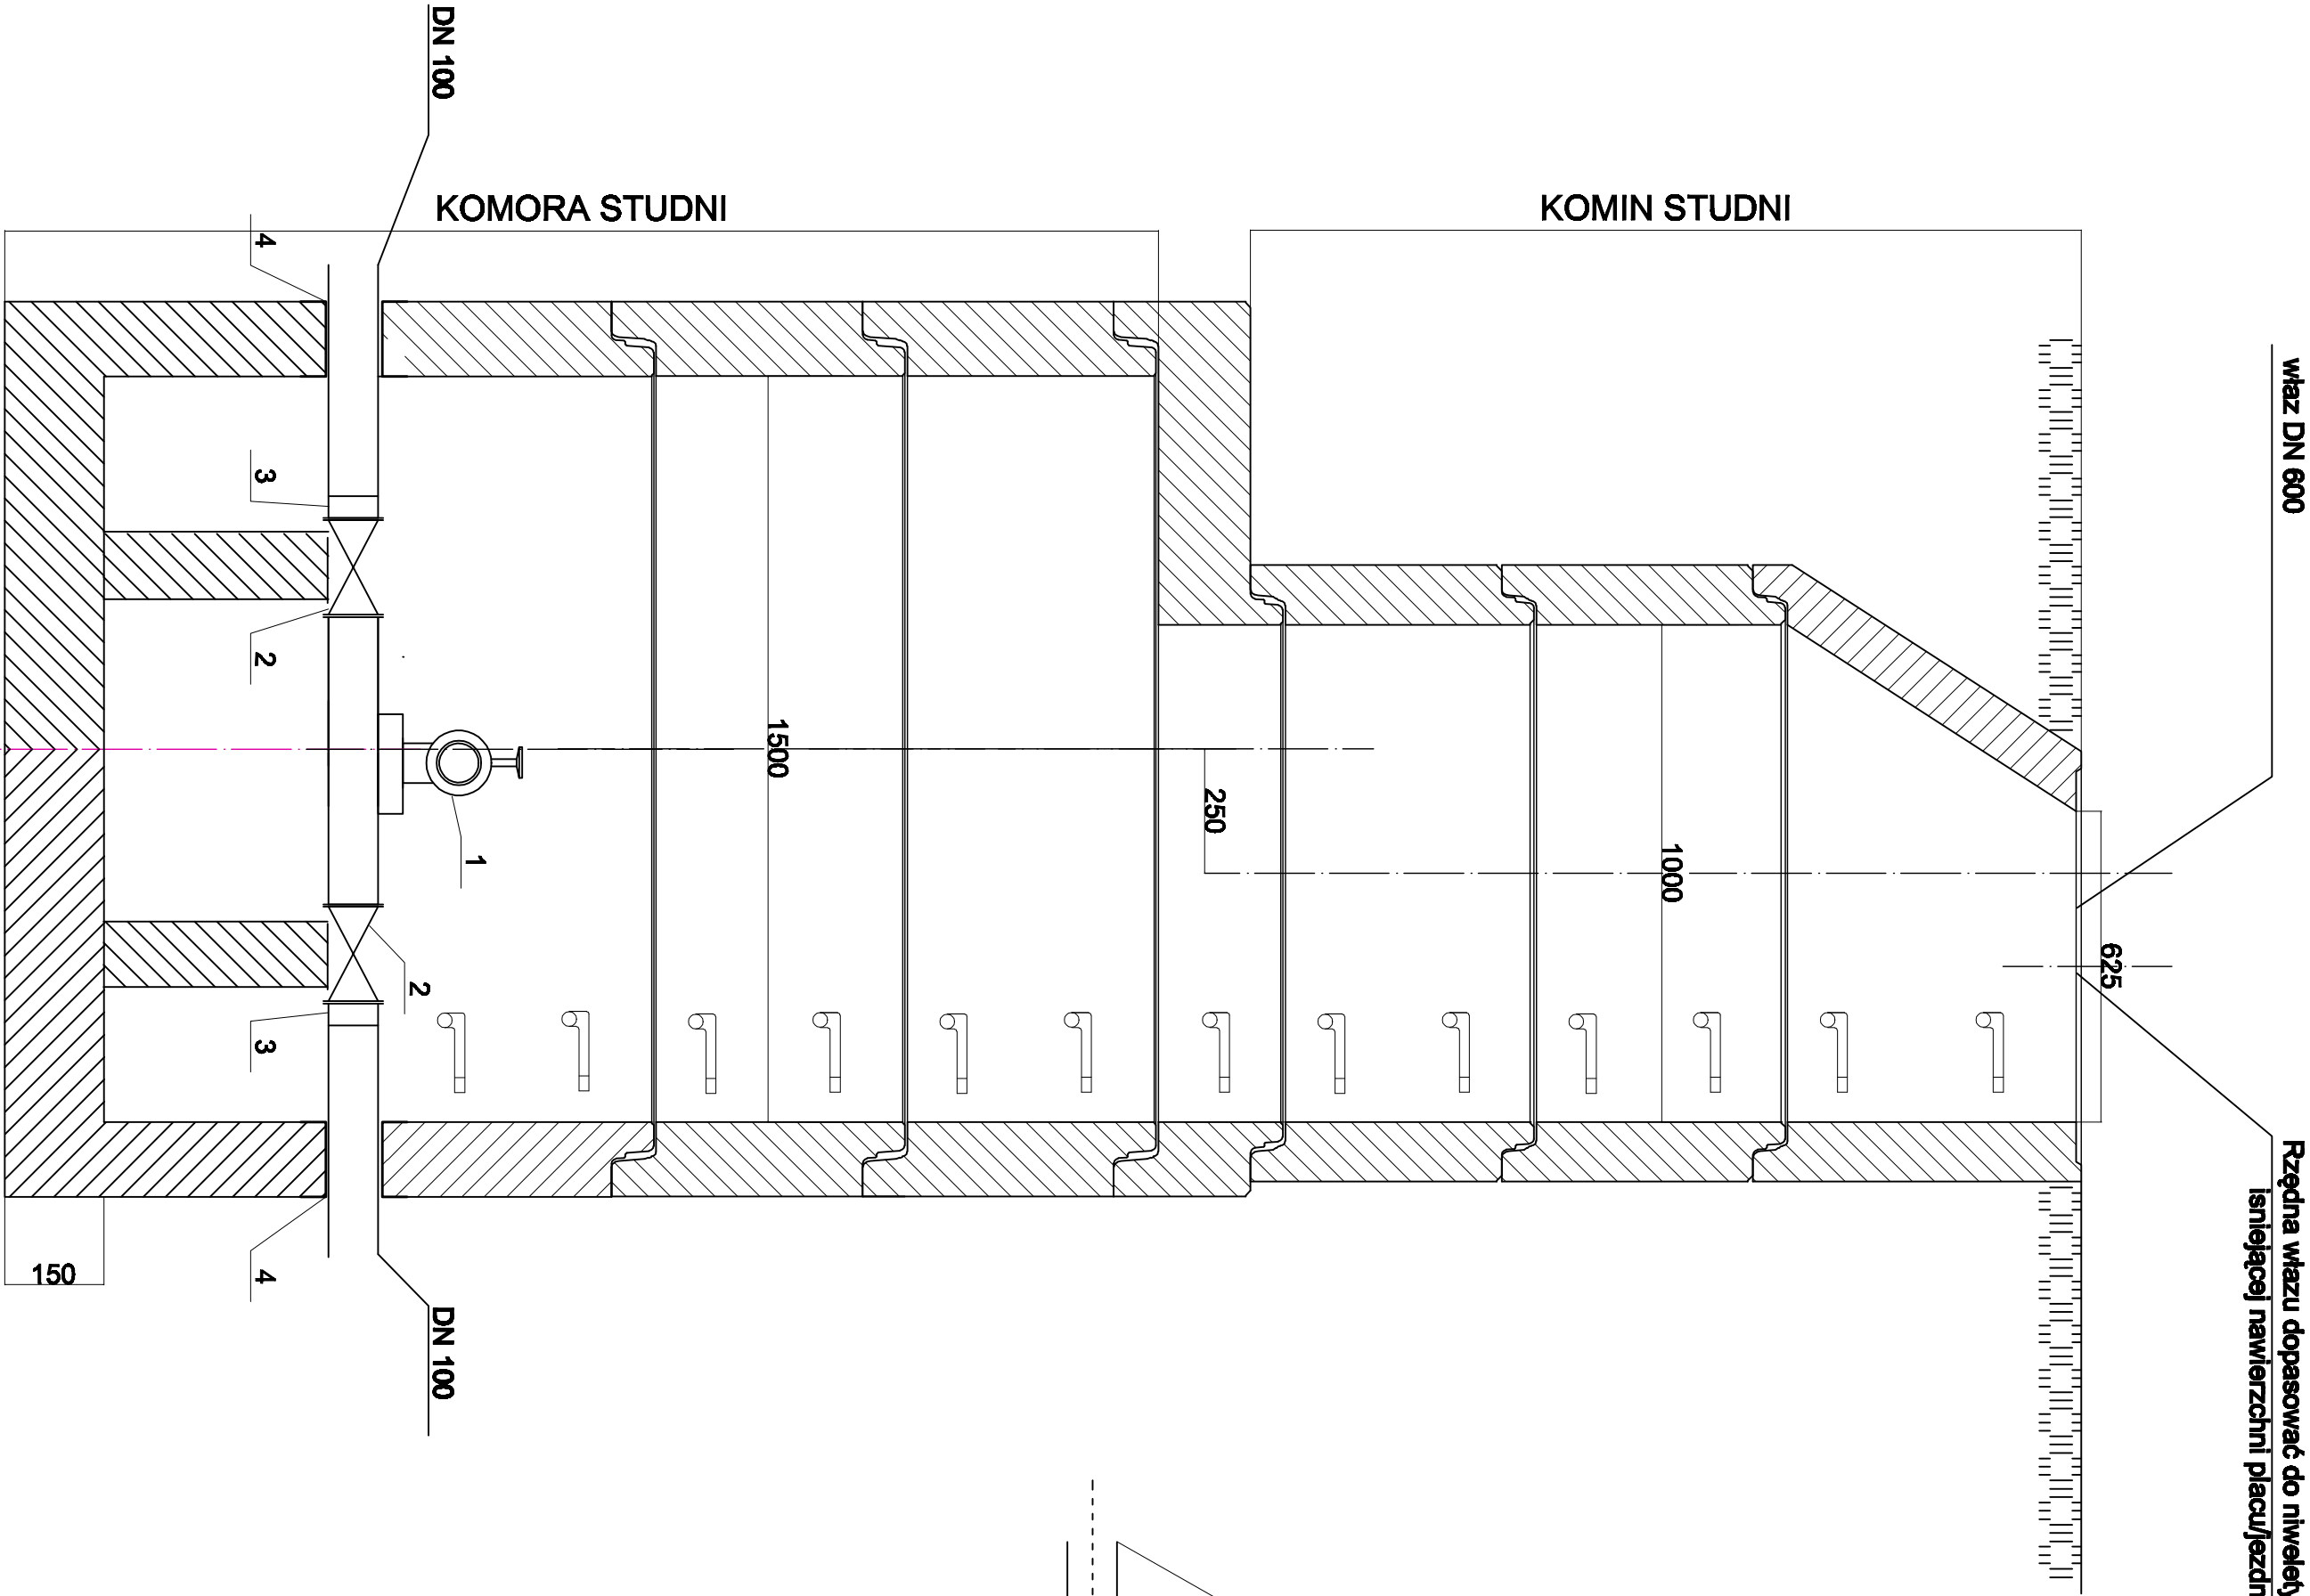 właz DN 600
Rzędna włazu dopasować do niwelety
isniejącej nawierzchni placu/jezdn
KOMIN STUDNI
KOMORA STUDNI
625
1000
250
1500
1
2
2
3
3
4
4
DN 100
DN 100
150